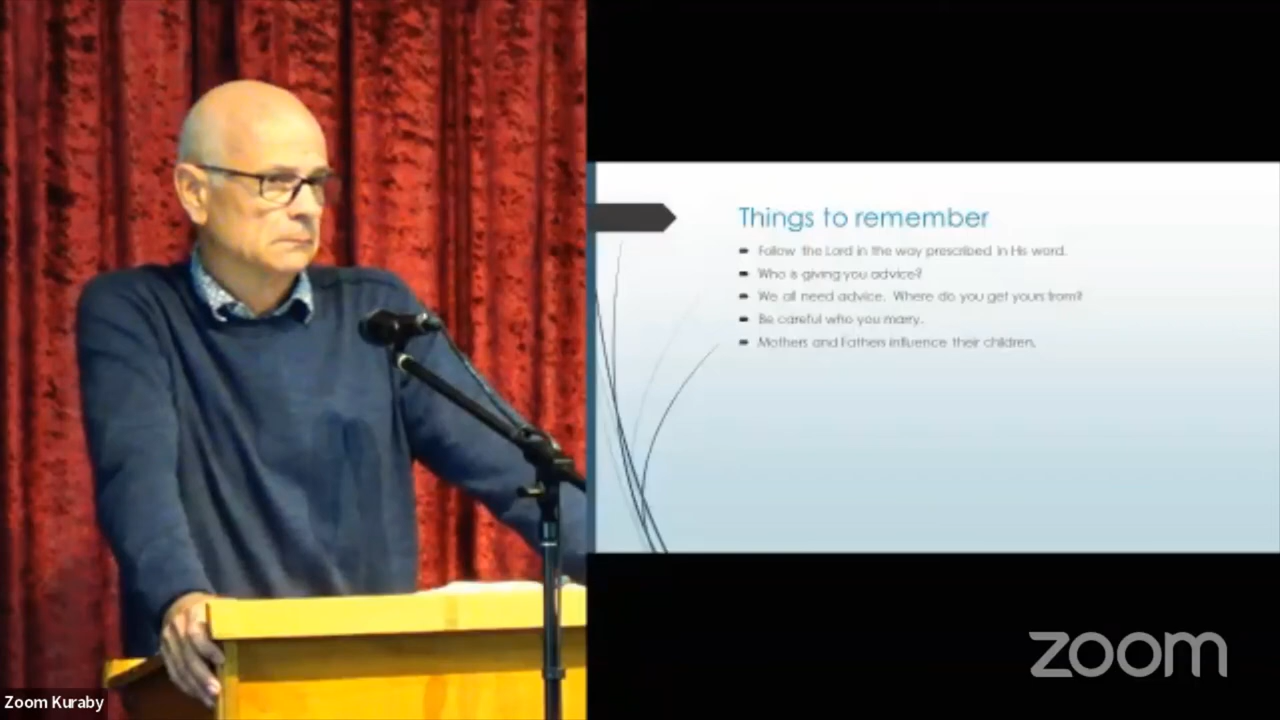 Things to remember
Follow the Lord in the way prescribed in His word.
Who is giving you advice?
We all need advice. Where do you get yours from?
Be careful who you marry.
Mothers and Fathers influence their children.
zoom
Zoom Kuraby